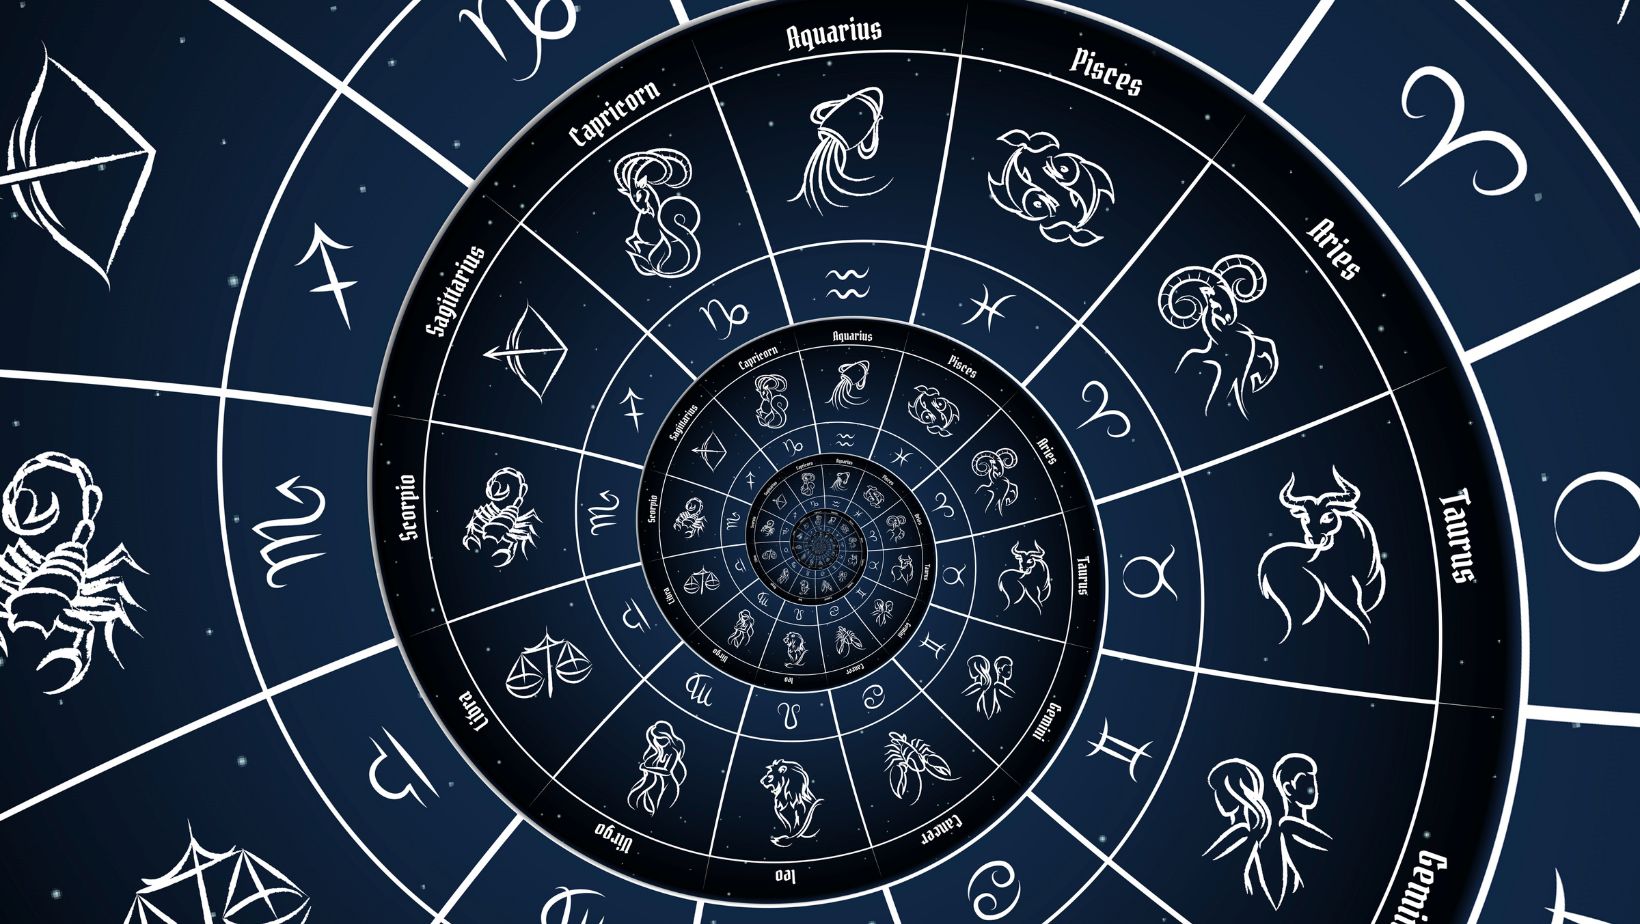 Aquarius
Pisces
Aries
Taurus
Gemin
Cancer
leo
Virgo
Libra
Scorpio
Sagittarius
Capricorn
Aquarius
Pisces
Aries
Taurus
Gemini
Cancer
leo
Virgo
Libra
Scorpio
Sagittarius
Capricorn